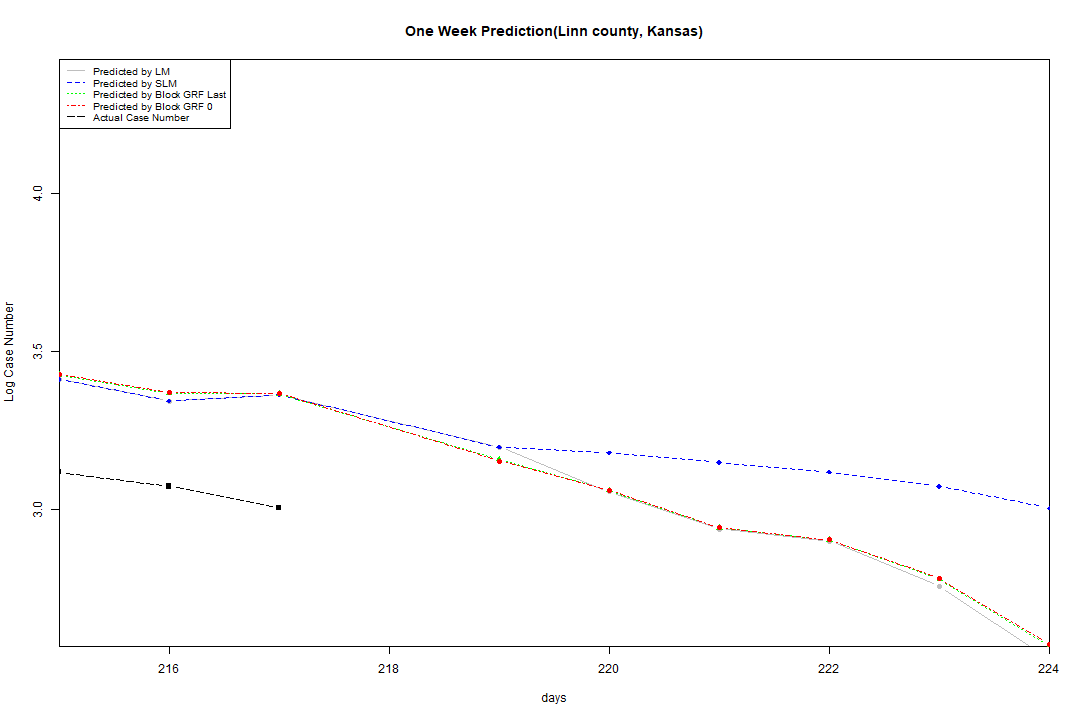 One Week Prediction(Linn county, Kansas)
Predicted by LM
Predicted by SLM
Predicted by Block GRF Last
Predicted by Block GRF 0
Actual Case Number
4.0
3.5
3.0
Log Case Number
216
218
220
222
224
days